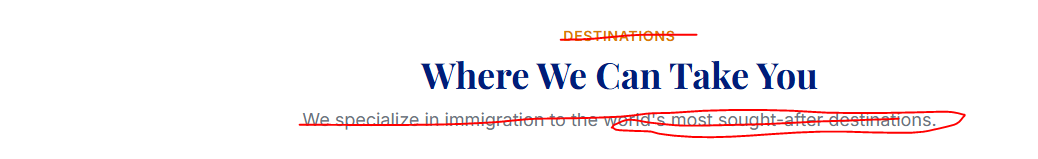 DESTINATIONS
Where We Can Take You
We specialize in immigration to the world's most sought-after destinations.